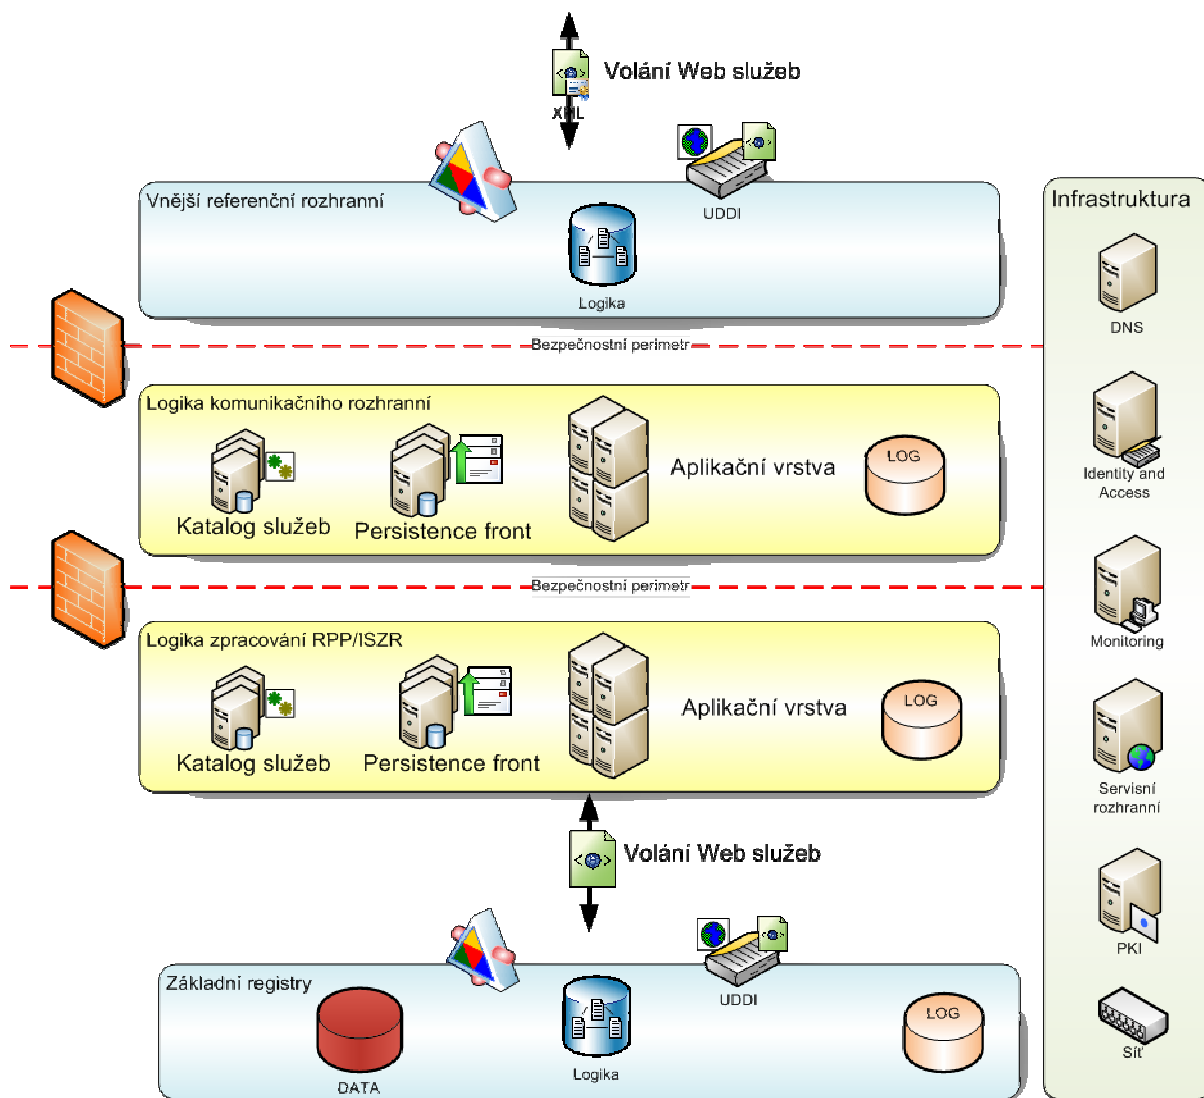 Volání Web služeb
XML
UDDI
Vnější referenční rozhranní
Logika
Bezpečnostní perimetr
Logika komunikačního rozhranní
Katalog služeb
Persistence front
Aplikační vrstva
LOG
Bezpečnostní perimetr
Logika zpracování RPP/ISZR
Katalog služeb
Persistence front
Aplikační vrstva
LOG
Volání Web služeb
UDDI
Základní registry
DATA
Logika
LOG
Infrastruktura
DNS
Identity and
Access
Monitoring
Servisní
rozhranní
PKI
Síť